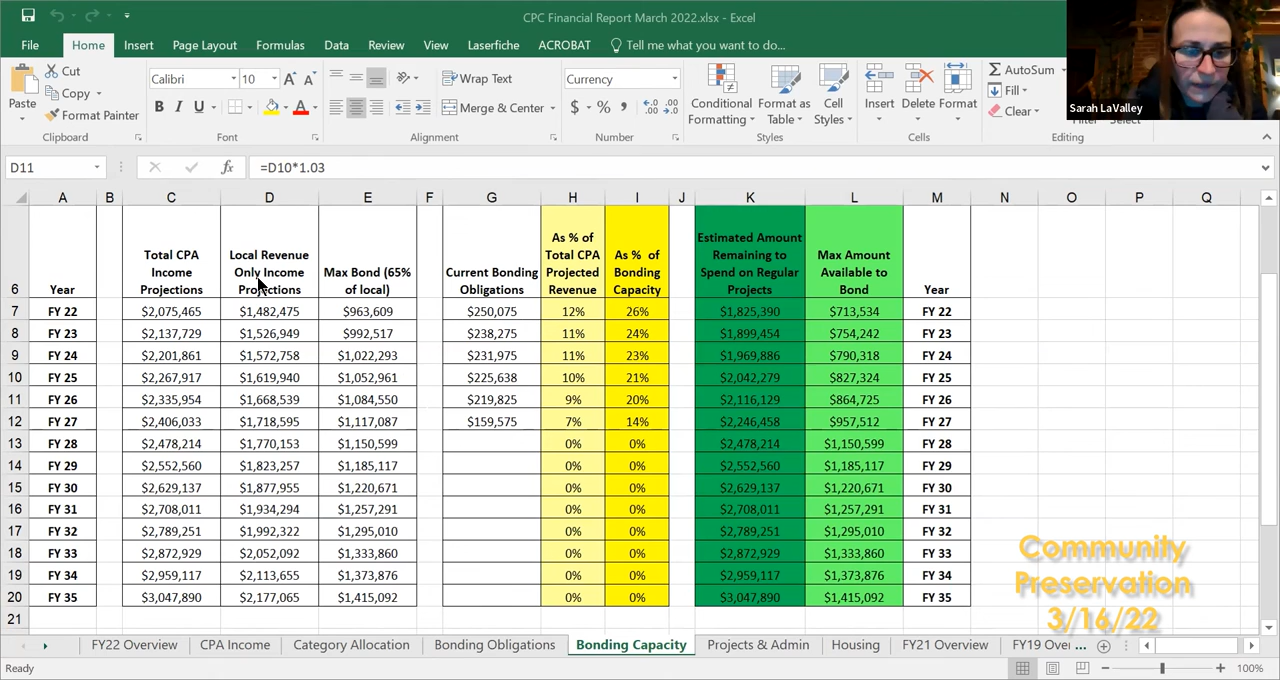 CPC Financial Report March 2022.xlsx - Excel
File Home Insert Page Layout Formulas Data Review View Laserfiche ACROBAT Tell me what you want to do...
Sarah LaValley
Paste Cut
Copy
Format Painter
Clipboard
Calibri 10
B I U
Font
Wrap Text
Merge & Center
Alignment
Currency
$ %
Number
Conditional Formatting
Format as Table
Cell Styles
Styles
Insert Delete Format
Cells
AutoSum
Fill
Clear
Editing
D11 fx =D10*1.03
A B C D E F G H I J K L M N O P Q
6 Year Total CPA Income Projections Local Revenue Only Income Projections Max Bond (65% of local) Current Bonding Obligations As % of Total CPA Projected Revenue As % of Bonding Capacity Estimated Amount Remaining to Spend on Regular Projects Max Amount Available to Bond Year
7 FY 22 $2,075,465 $1,482,475 $963,609 $250,075 12% 26% $1,825,390 $713,534 FY 22
8 FY 23 $2,137,729 $1,526,949 $992,517 $238,275 11% 24% $1,899,454 $754,242 FY 23
9 FY 24 $2,201,861 $1,572,758 $1,022,293 $231,975 11% 23% $1,969,886 $790,318 FY 24
10 FY 25 $2,267,917 $1,619,940 $1,052,961 $225,638 10% 21% $2,042,279 $827,324 FY 25
11 FY 26 $2,335,954 $1,668,539 $1,084,550 $219,825 9% 20% $2,116,129 $864,725 FY 26
12 FY 27 $2,406,033 $1,718,595 $1,117,087 $159,575 7% 14% $2,246,458 $957,512 FY 27
13 FY 28 $2,478,214 $1,770,153 $1,150,599 0% 0% $2,478,214 $1,150,599 FY 28
14 FY 29 $2,552,560 $1,823,257 $1,185,117 0% 0% $2,552,560 $1,185,117 FY 29
15 FY 30 $2,629,137 $1,877,955 $1,220,671 0% 0% $2,629,137 $1,220,671 FY 30
16 FY 31 $2,708,011 $1,934,294 $1,257,291 0% 0% $2,708,011 $1,257,291 FY 31
17 FY 32 $2,789,251 $1,992,322 $1,295,010 0% 0% $2,789,251 $1,295,010 FY 32
18 FY 33 $2,872,929 $2,052,092 $1,333,860 0% 0% $2,872,929 $1,333,860 FY 33
19 FY 34 $2,959,117 $2,113,655 $1,373,876 0% 0% $2,959,117 $1,373,876 FY 34
20 FY 35 $3,047,890 $2,177,065 $1,415,092 0% 0% $3,047,890 $1,415,092 FY 35
21
Community
Preservation
3/16/22
FY22 Overview CPA Income Category Allocation Bonding Obligations Bonding Capacity Projects & Admin Housing FY21 Overview FY19 Over ...
Ready 100%